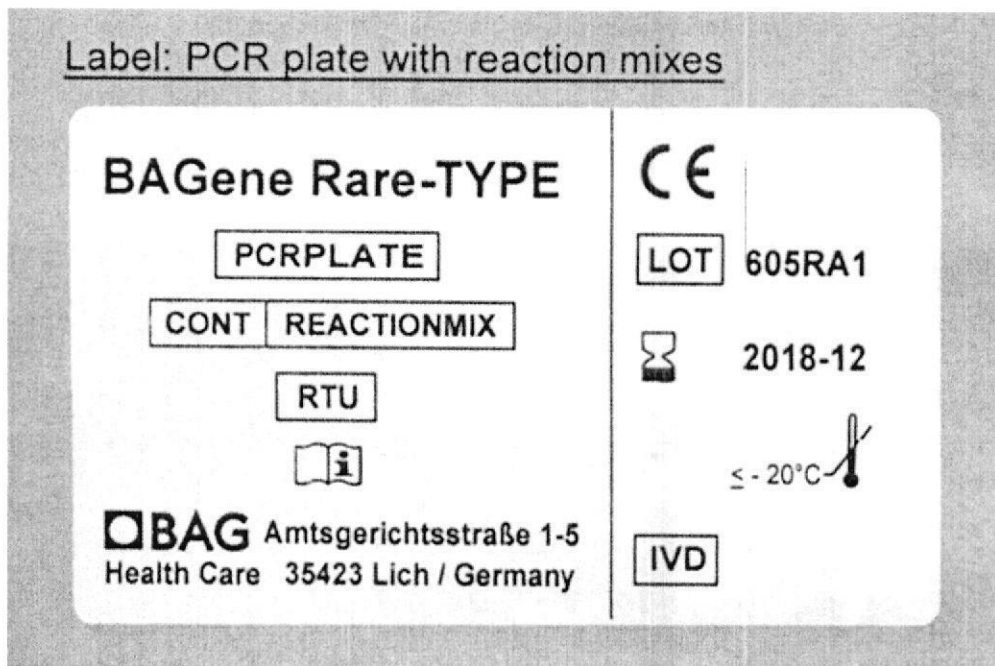 Label: PCR plate with reaction mixes
BAGene Rare-TYPE
PCRPLATE
CONT REACTIONMIX
RTU
i
BAG Amtsgerichtsstraße 1-5
Health Care 35423 Lich / Germany
CE
LOT 605RA1
2018-12
≤ - 20°C
IVD